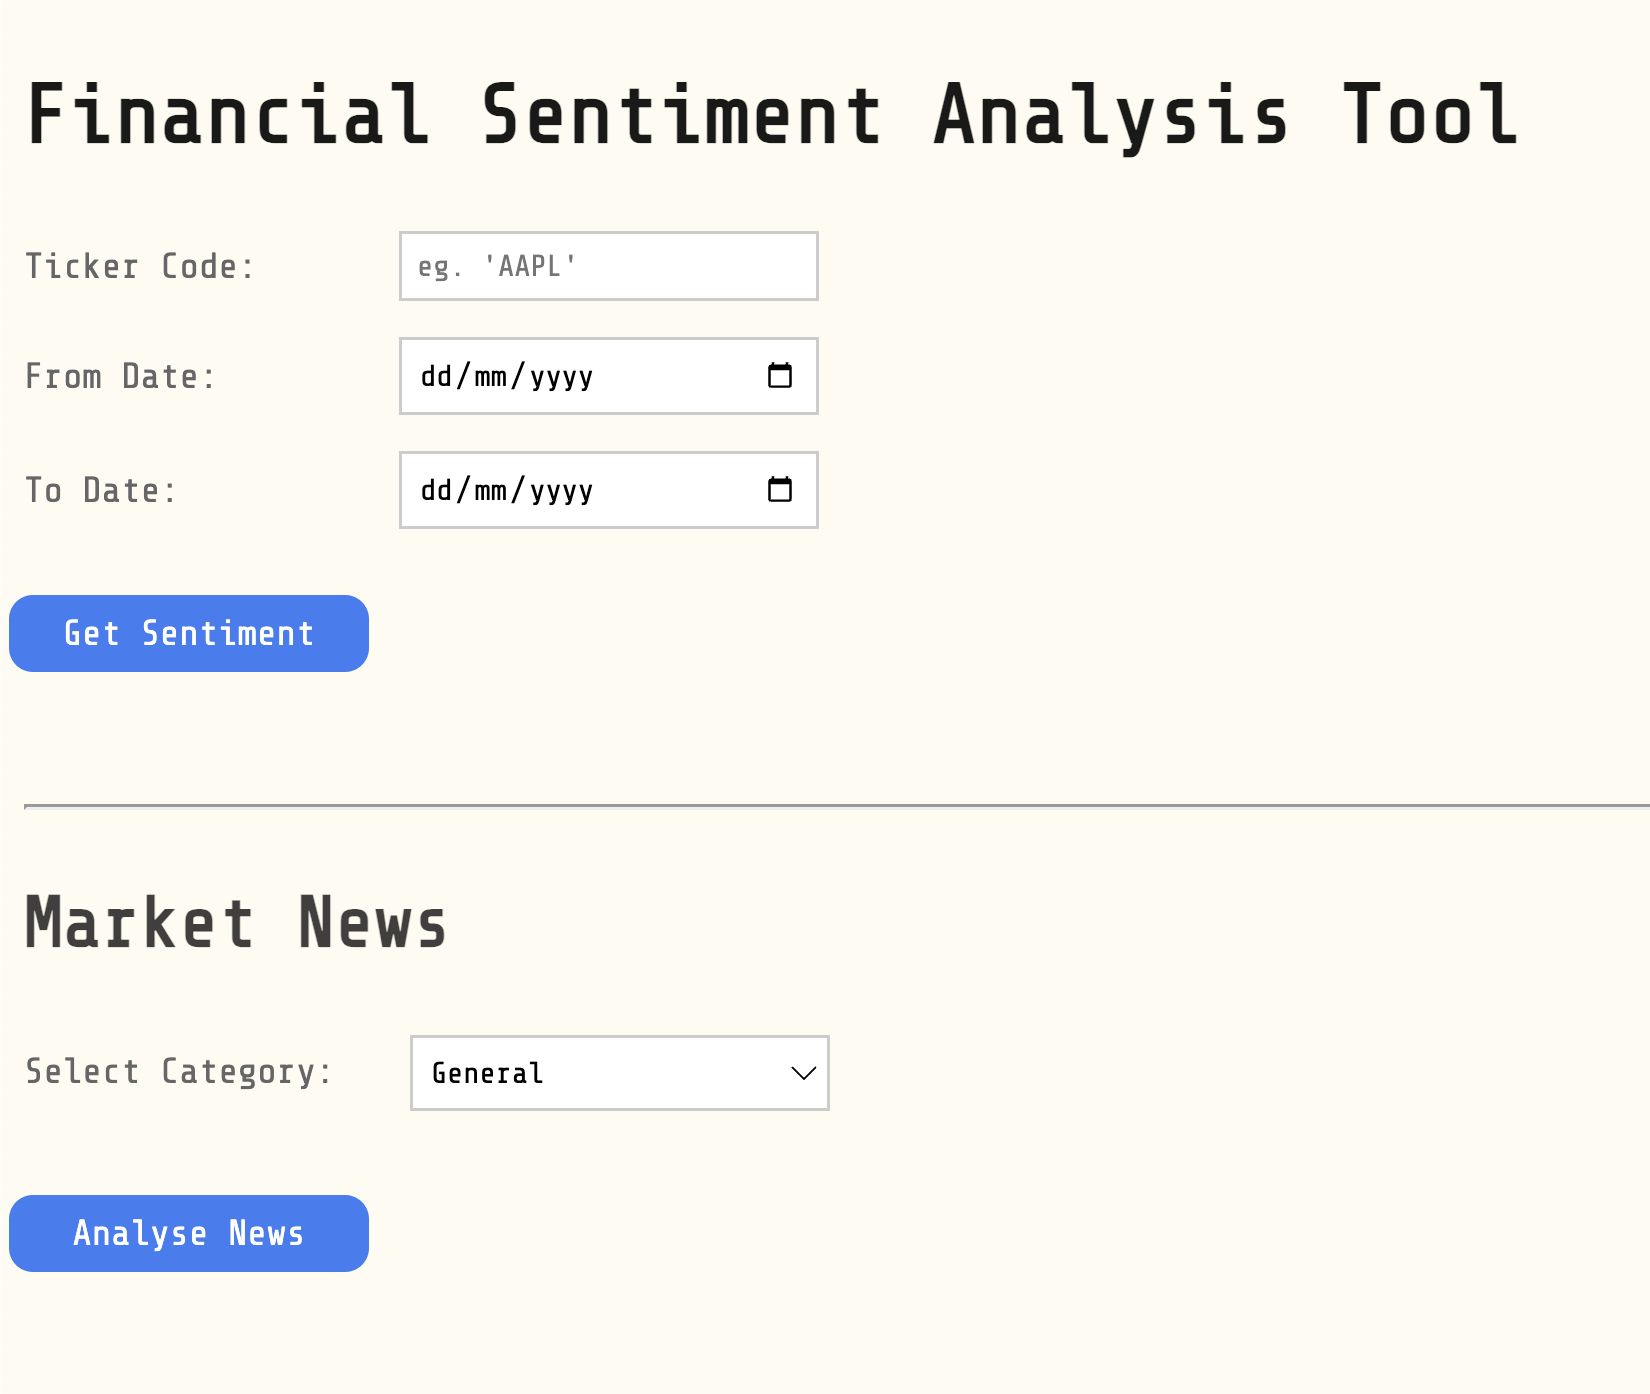 Financial Sentiment Analysis Tool
Ticker Code: eg. 'AAPL'
From Date: dd/mm/yyyy
To Date: dd/mm/yyyy
Get Sentiment
Market News
Select Category: General
Analyse News